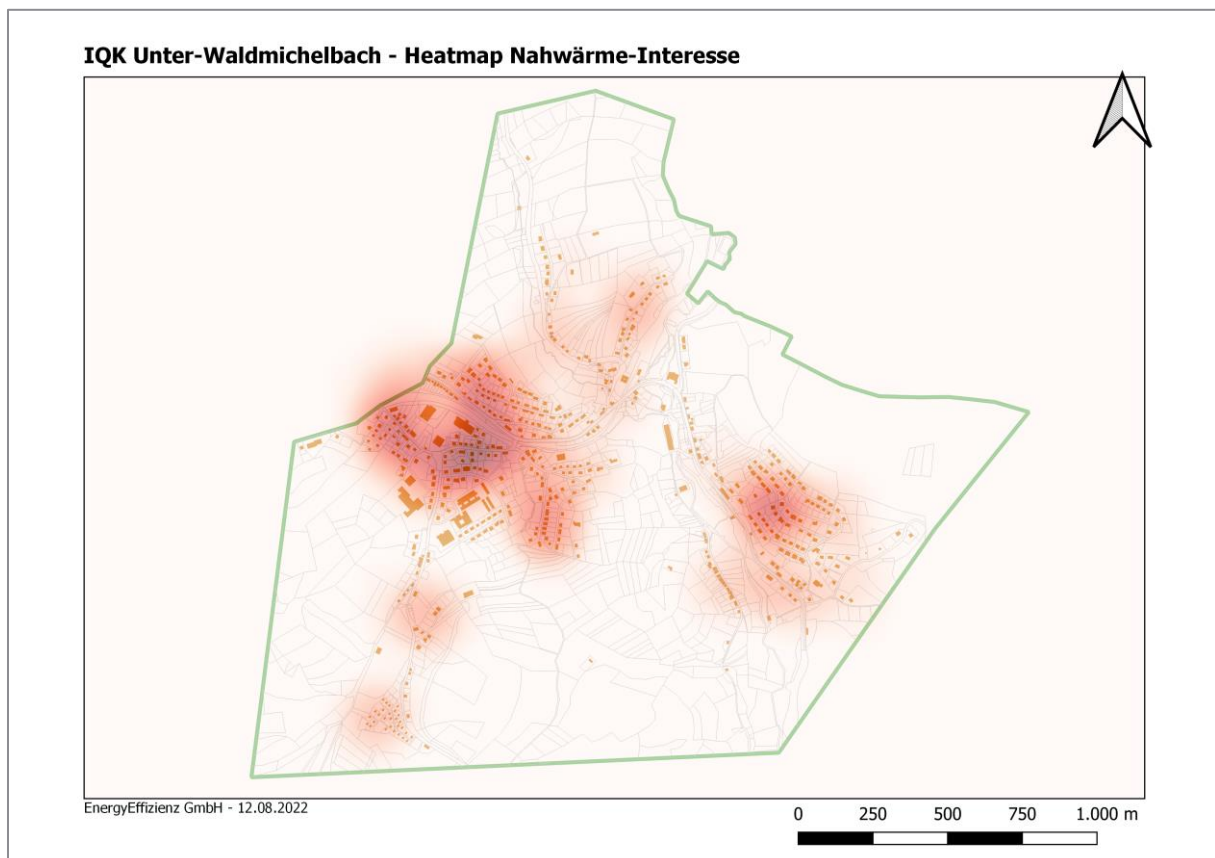 IQK Unter-Waldmichelbach - Heatmap Nahwärme-Interesse
EnergyEffizienz GmbH - 12.08.2022
0 250 500 750 1.000 m